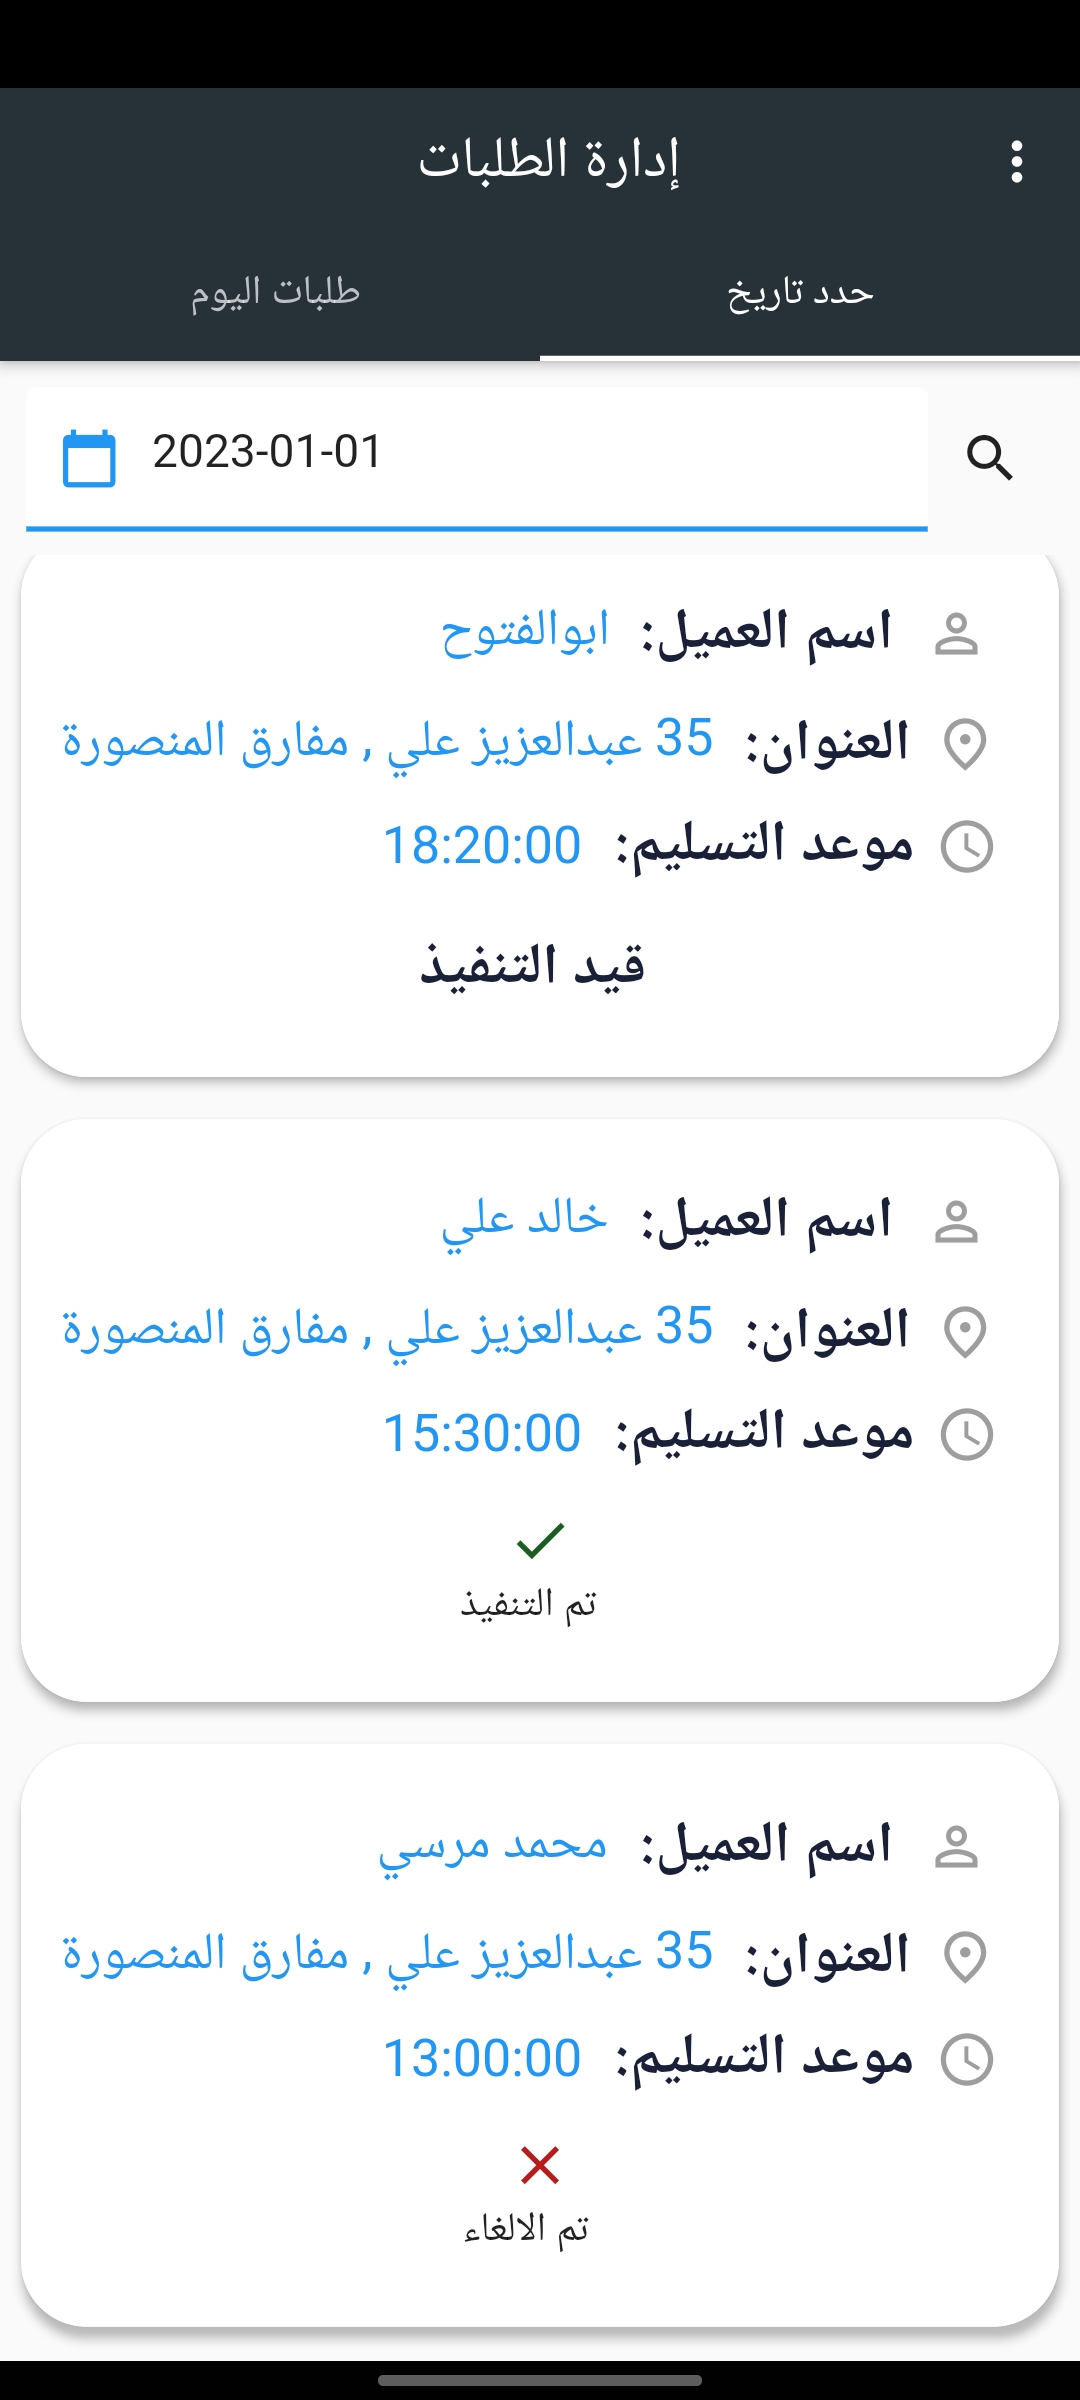 إدارة الطلبات
حدد تاريخ
طلبات اليوم
2023-01-01
اسم العميل: ابوالفتوح
العنوان: 35 عبدالعزيز علي , مفارق المنصورة
موعد التسليم: 18:20:00
قيد التنفيذ
اسم العميل: خالد علي
العنوان: 35 عبدالعزيز علي , مفارق المنصورة
موعد التسليم: 15:30:00
تم التنفيذ
اسم العميل: محمد مرسي
العنوان: 35 عبدالعزيز علي , مفارق المنصورة
موعد التسليم: 13:00:00
تم الالغاء